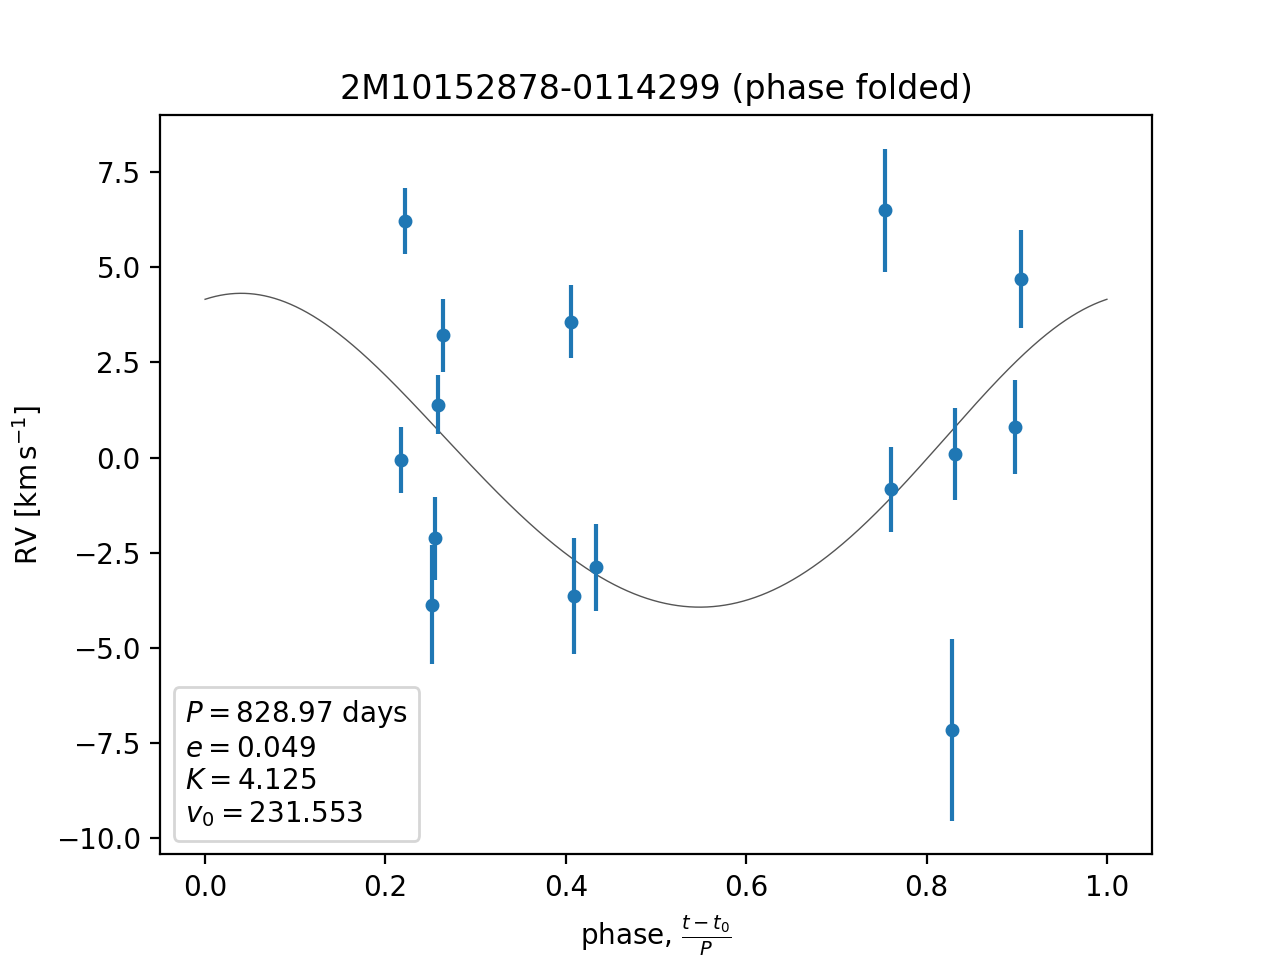 2M10152878-0114299 (phase folded)
RV [km s⁻¹]
7.5
5.0
2.5
0.0
−2.5
−5.0
−7.5
−10.0
P = 828.97 days
e = 0.049
K = 4.125
v₀ = 231.553
0.0 0.2 0.4 0.6 0.8 1.0
phase, (t − t₀)/P